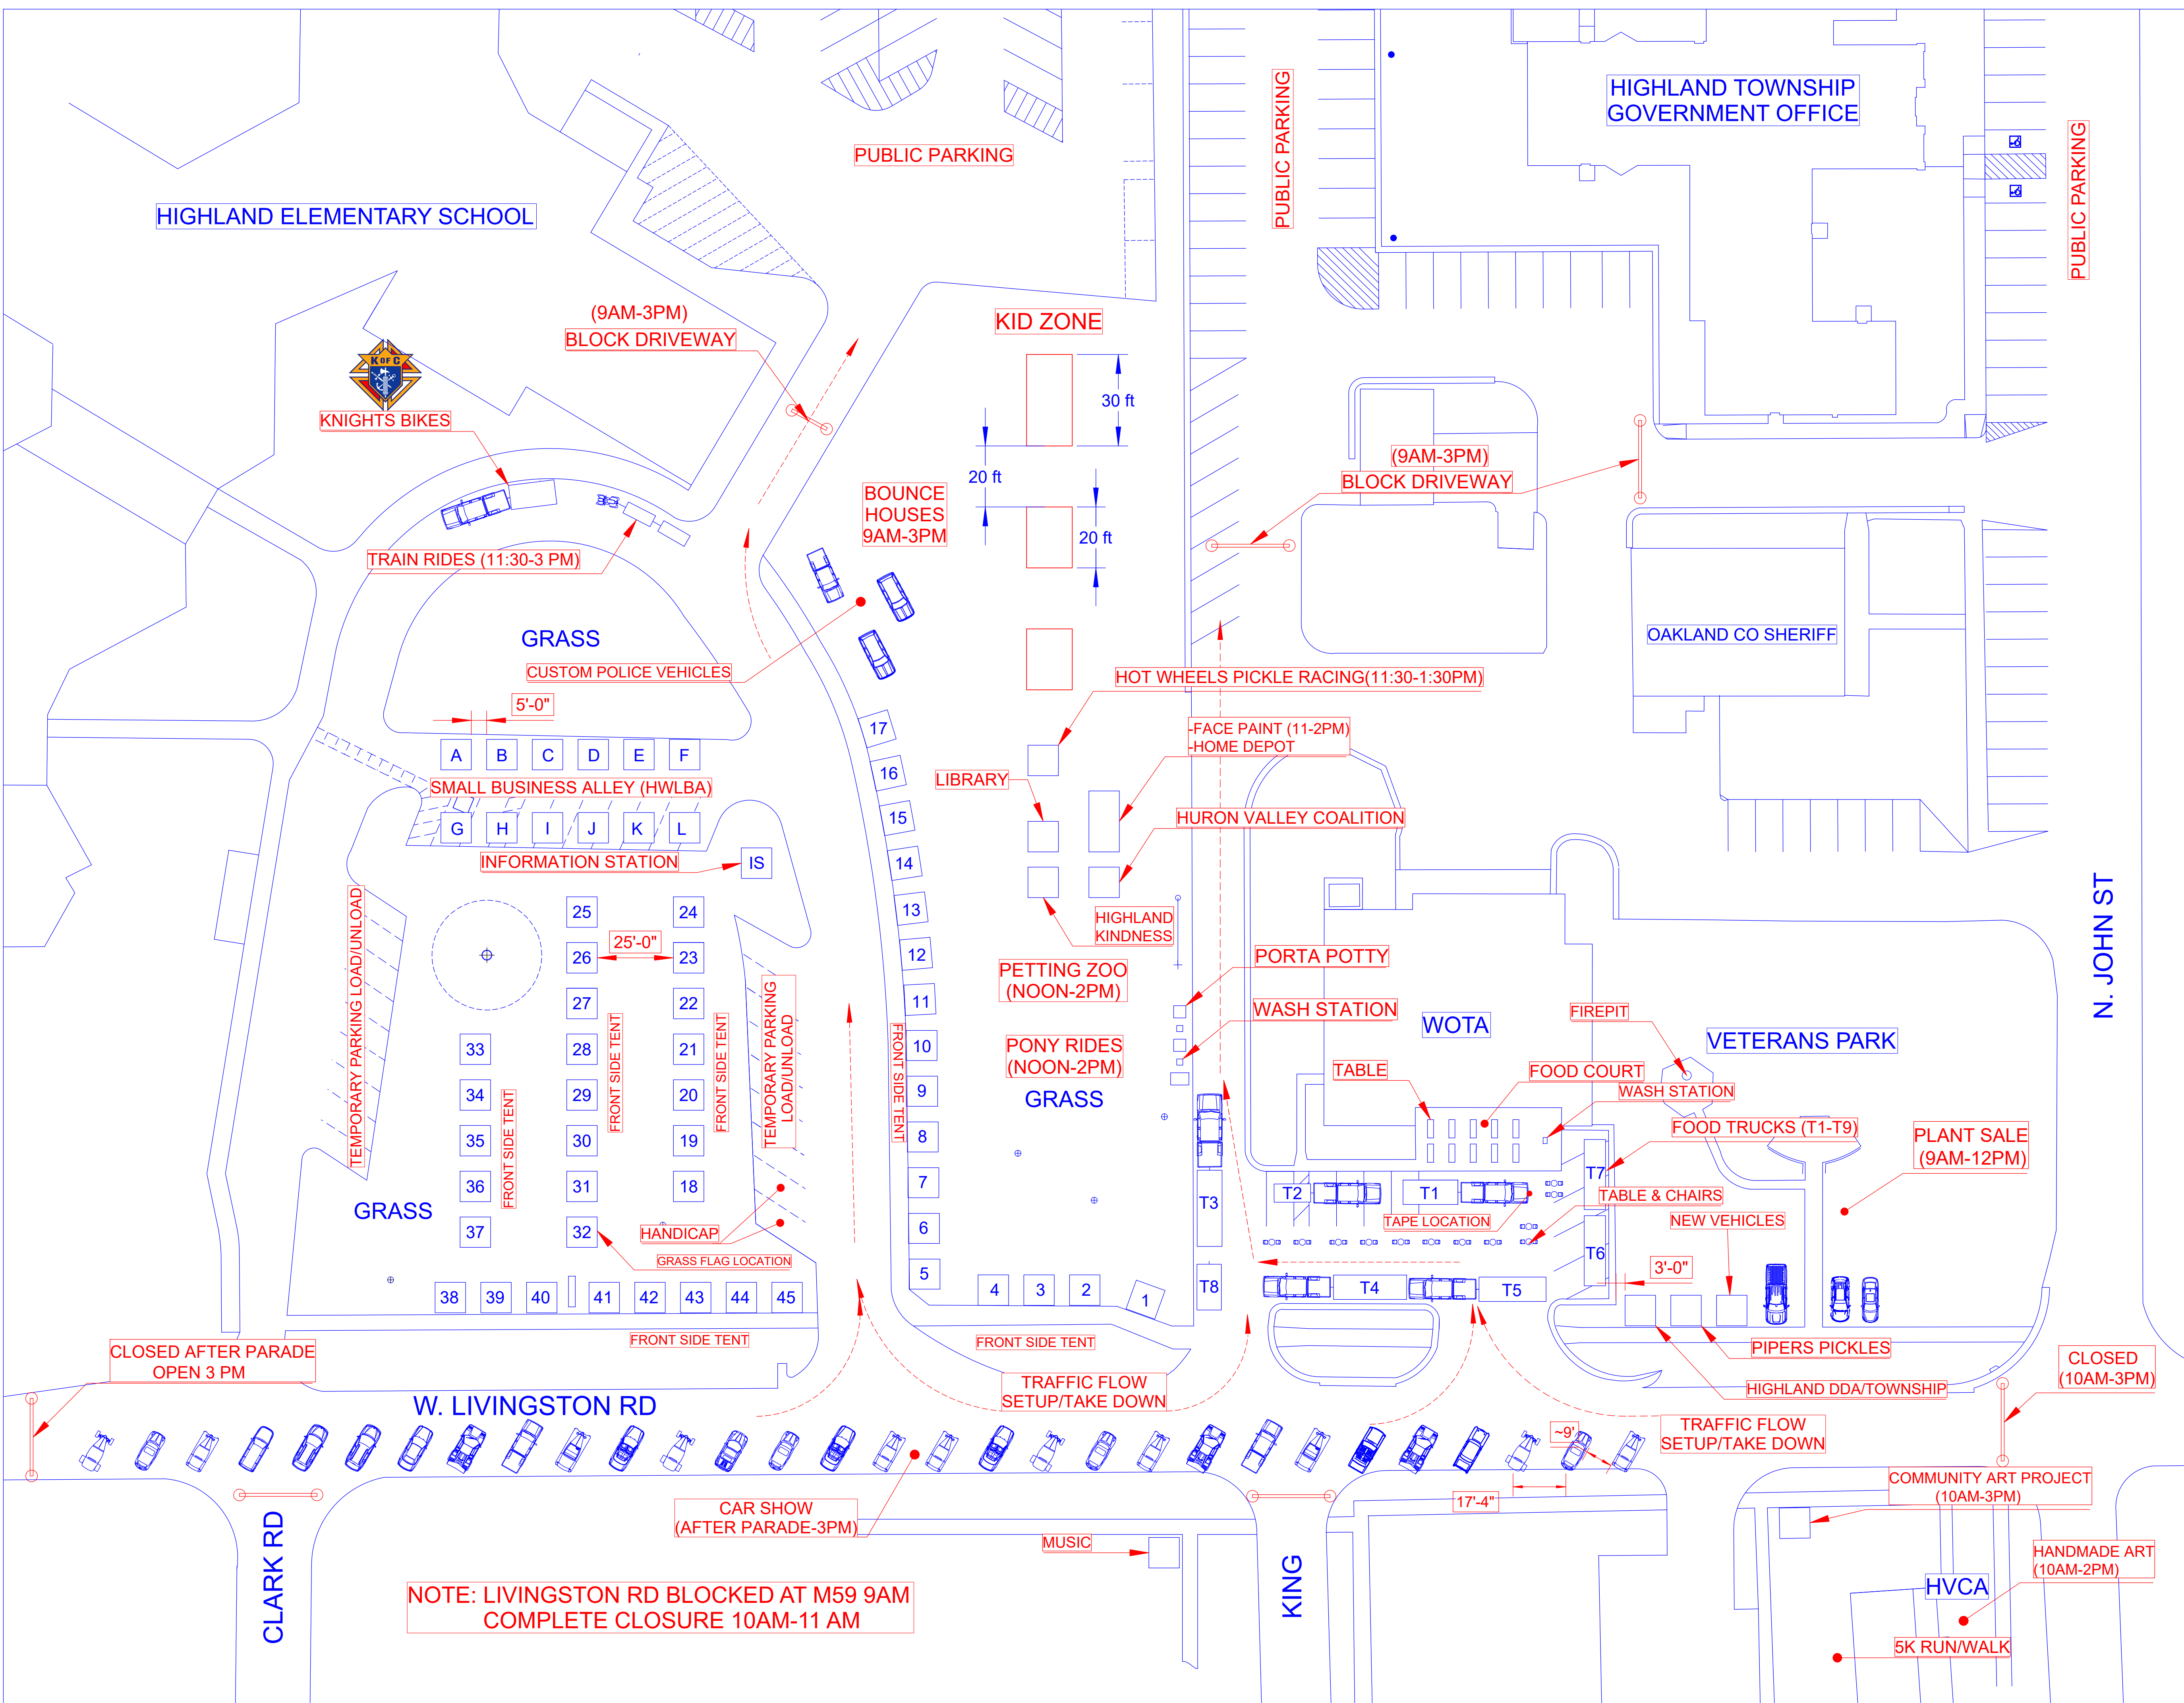 HIGHLAND TOWNSHIP
GOVERNMENT OFFICE
PUBLIC PARKING
PUBLIC PARKING
PUBLIC PARKING
HIGHLAND ELEMENTARY SCHOOL
(9AM-3PM)
BLOCK DRIVEWAY
KID ZONE
K OF C
KNIGHTS BIKES
30 ft
20 ft
20 ft
BOUNCE
HOUSES
9AM-3PM
(9AM-3PM)
BLOCK DRIVEWAY
TRAIN RIDES (11:30-3 PM)
GRASS
CUSTOM POLICE VEHICLES
OAKLAND CO SHERIFF
HOT WHEELS PICKLE RACING(11:30-1:30PM)
5'-0"
A B C D E F
SMALL BUSINESS ALLEY (HWLBA)
G H I J K L
INFORMATION STATION
IS
-FACE PAINT (11-2PM)
-HOME DEPOT
LIBRARY
HURON VALLEY COALITION
HIGHLAND
KINDNESS
17
16
15
14
13
12
11
10
9
8
7
6
5
4 3 2 1
TEMPORARY PARKING LOAD/UNLOAD
25 24
26 25'-0" 23
27 22
33 28 21
34 29 20
35 30 19
36 31 18
37 32
FRONT SIDE TENT
FRONT SIDE TENT
FRONT SIDE TENT
TEMPORARY PARKING
LOAD/UNLOAD
FRONT SIDE TENT
GRASS
HANDICAP
GRASS FLAG LOCATION
38 39 40 41 42 43 44 45
FRONT SIDE TENT
FRONT SIDE TENT
PETTING ZOO
(NOON-2PM)
PONY RIDES
(NOON-2PM)
GRASS
PORTA POTTY
WASH STATION
WOTA
FIREPIT
VETERANS PARK
N. JOHN ST
TABLE
FOOD COURT
WASH STATION
FOOD TRUCKS (T1-T9)
PLANT SALE
(9AM-12PM)
T7
T3
T2
T1
TABLE & CHAIRS
TAPE LOCATION
NEW VEHICLES
T6
3'-0"
T8
T4
T5
PIPERS PICKLES
HIGHLAND DDA/TOWNSHIP
CLOSED AFTER PARADE
OPEN 3 PM
CLOSED
(10AM-3PM)
W. LIVINGSTON RD
TRAFFIC FLOW
SETUP/TAKE DOWN
TRAFFIC FLOW
SETUP/TAKE DOWN
~9'
17'-4"
CAR SHOW
(AFTER PARADE-3PM)
MUSIC
COMMUNITY ART PROJECT
(10AM-3PM)
HANDMADE ART
(10AM-2PM)
HVCA
5K RUN/WALK
CLARK RD
KING
NOTE: LIVINGSTON RD BLOCKED AT M59 9AM
COMPLETE CLOSURE 10AM-11 AM